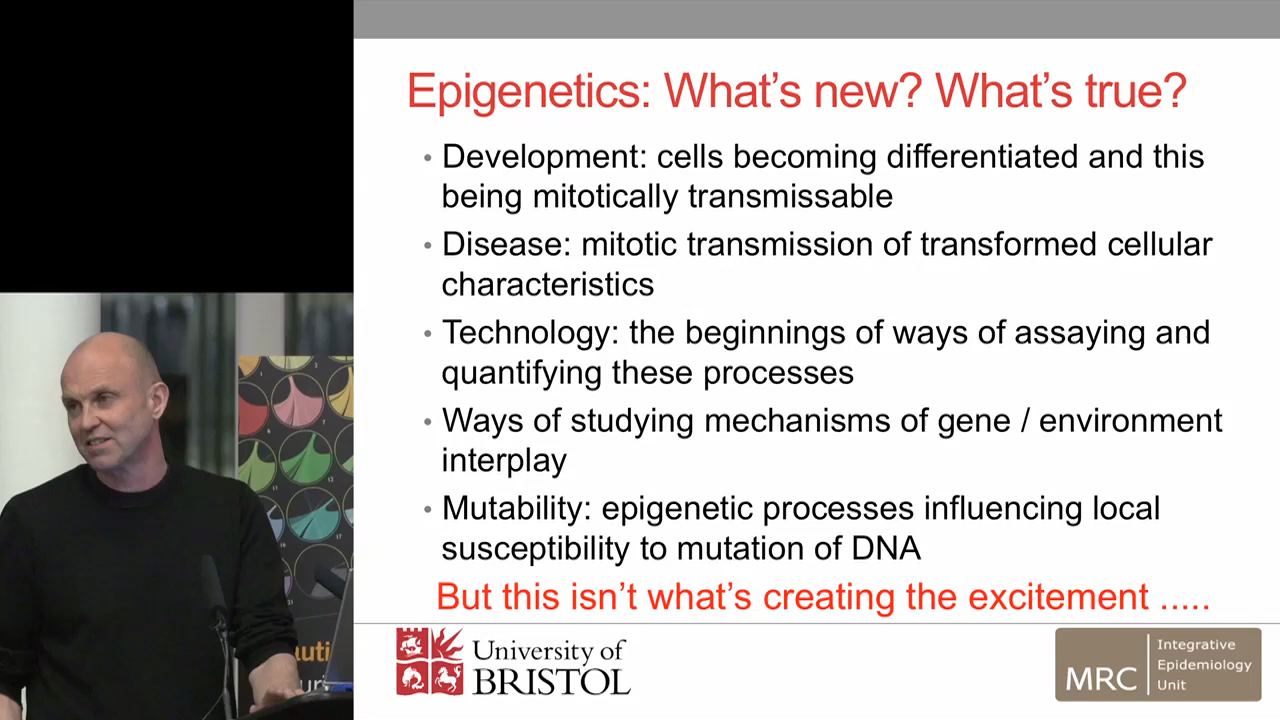 Epigenetics: What's new? What's true?
• Development: cells becoming differentiated and this
being mitotically transmissable
• Disease: mitotic transmission of transformed cellular
characteristics
• Technology: the beginnings of ways of assaying and
quantifying these processes
• Ways of studying mechanisms of gene / environment
interplay
• Mutability: epigenetic processes influencing local
susceptibility to mutation of DNA
But this isn't what's creating the excitement .....
University of
BRISTOL
MRC
Integrative
Epidemiology
Unit